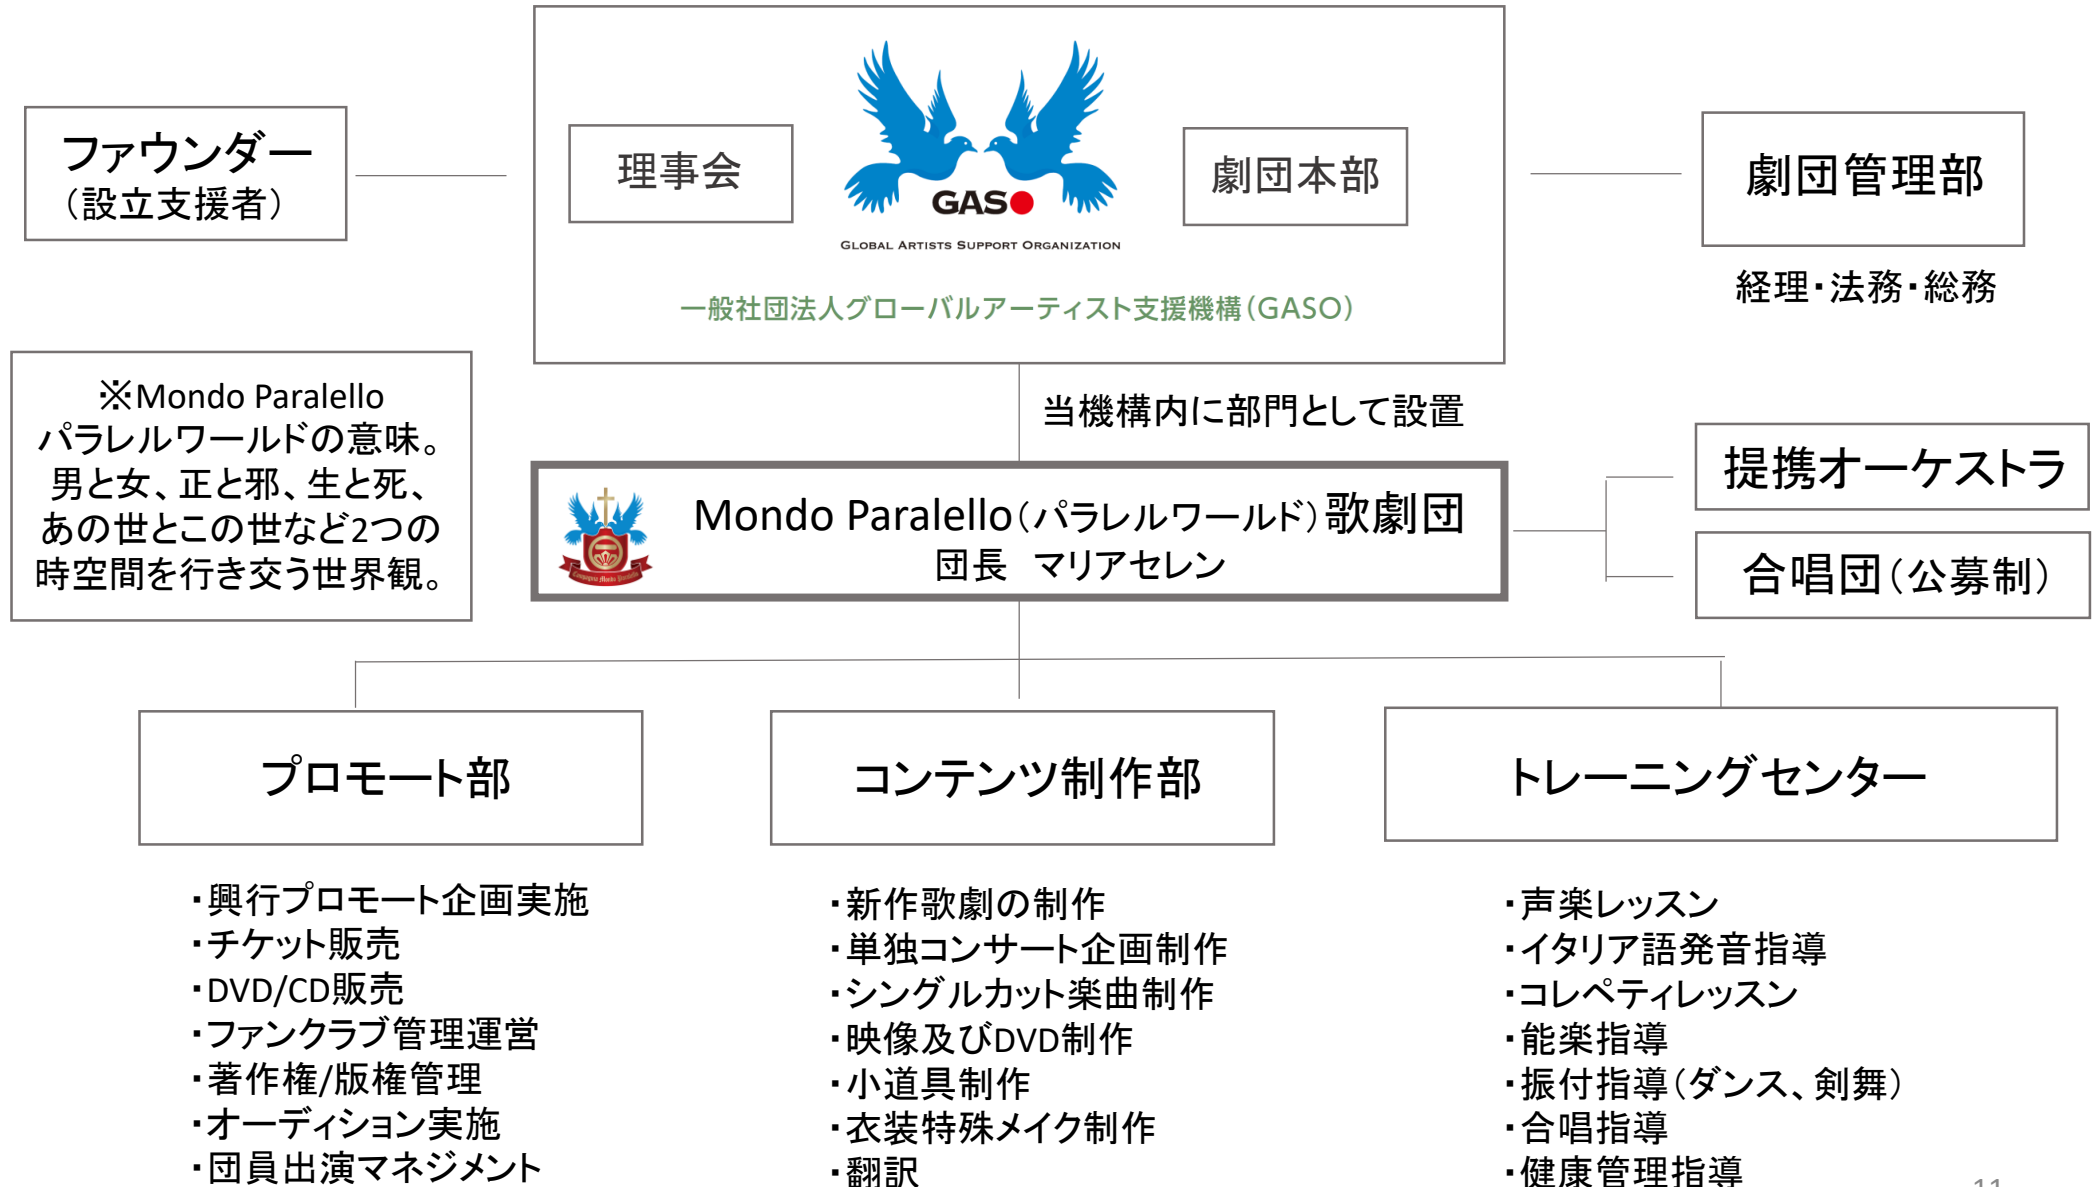 ファウンダー
（設立支援者）
理事会
GASO
GLOBAL ARTISTS SUPPORT ORGANIZATION
劇団本部
一般社団法人グローバルアーティスト支援機構（GASO）
劇団管理部
経理・法務・総務
※Mondo Paralello
パラレルワールドの意味。
男と女、正と邪、生と死、
あの世とこの世など2つの
時空間を行き交う世界観。
当機構内に部門として設置
Mondo Paralello（パラレルワールド）歌劇団
団長　マリアセレン
Compagnia Mondo Paralello
提携オーケストラ
合唱団（公募制）
プロモート部
・興行プロモート企画実施
・チケット販売
・DVD/CD販売
・ファンクラブ管理運営
・著作権/版権管理
・オーディション実施
・団員出演マネジメント
コンテンツ制作部
・新作歌劇の制作
・単独コンサート企画制作
・シングルカット楽曲制作
・映像及びDVD制作
・小道具制作
・衣装特殊メイク制作
・翻訳
トレーニングセンター
・声楽レッスン
・イタリア語発音指導
・コレペティレッスン
・能楽指導
・振付指導（ダンス、剣舞）
・合唱指導
・健康管理指導
11